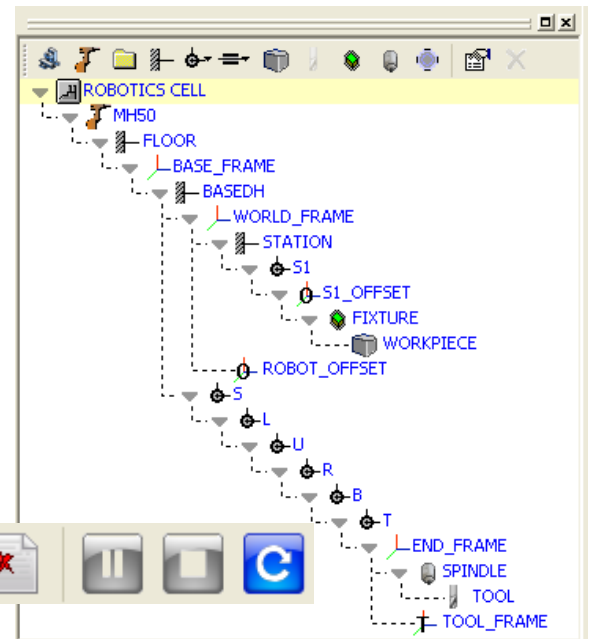 ROBOTICS CELL
MH50
FLOOR
BASE_FRAME
BASEDH
WORLD_FRAME
STATION
S1
S1_OFFSET
FIXTURE
WORKPIECE
ROBOT_OFFSET
S
L
U
R
B
T
END_FRAME
SPINDLE
TOOL
TOOL_FRAME